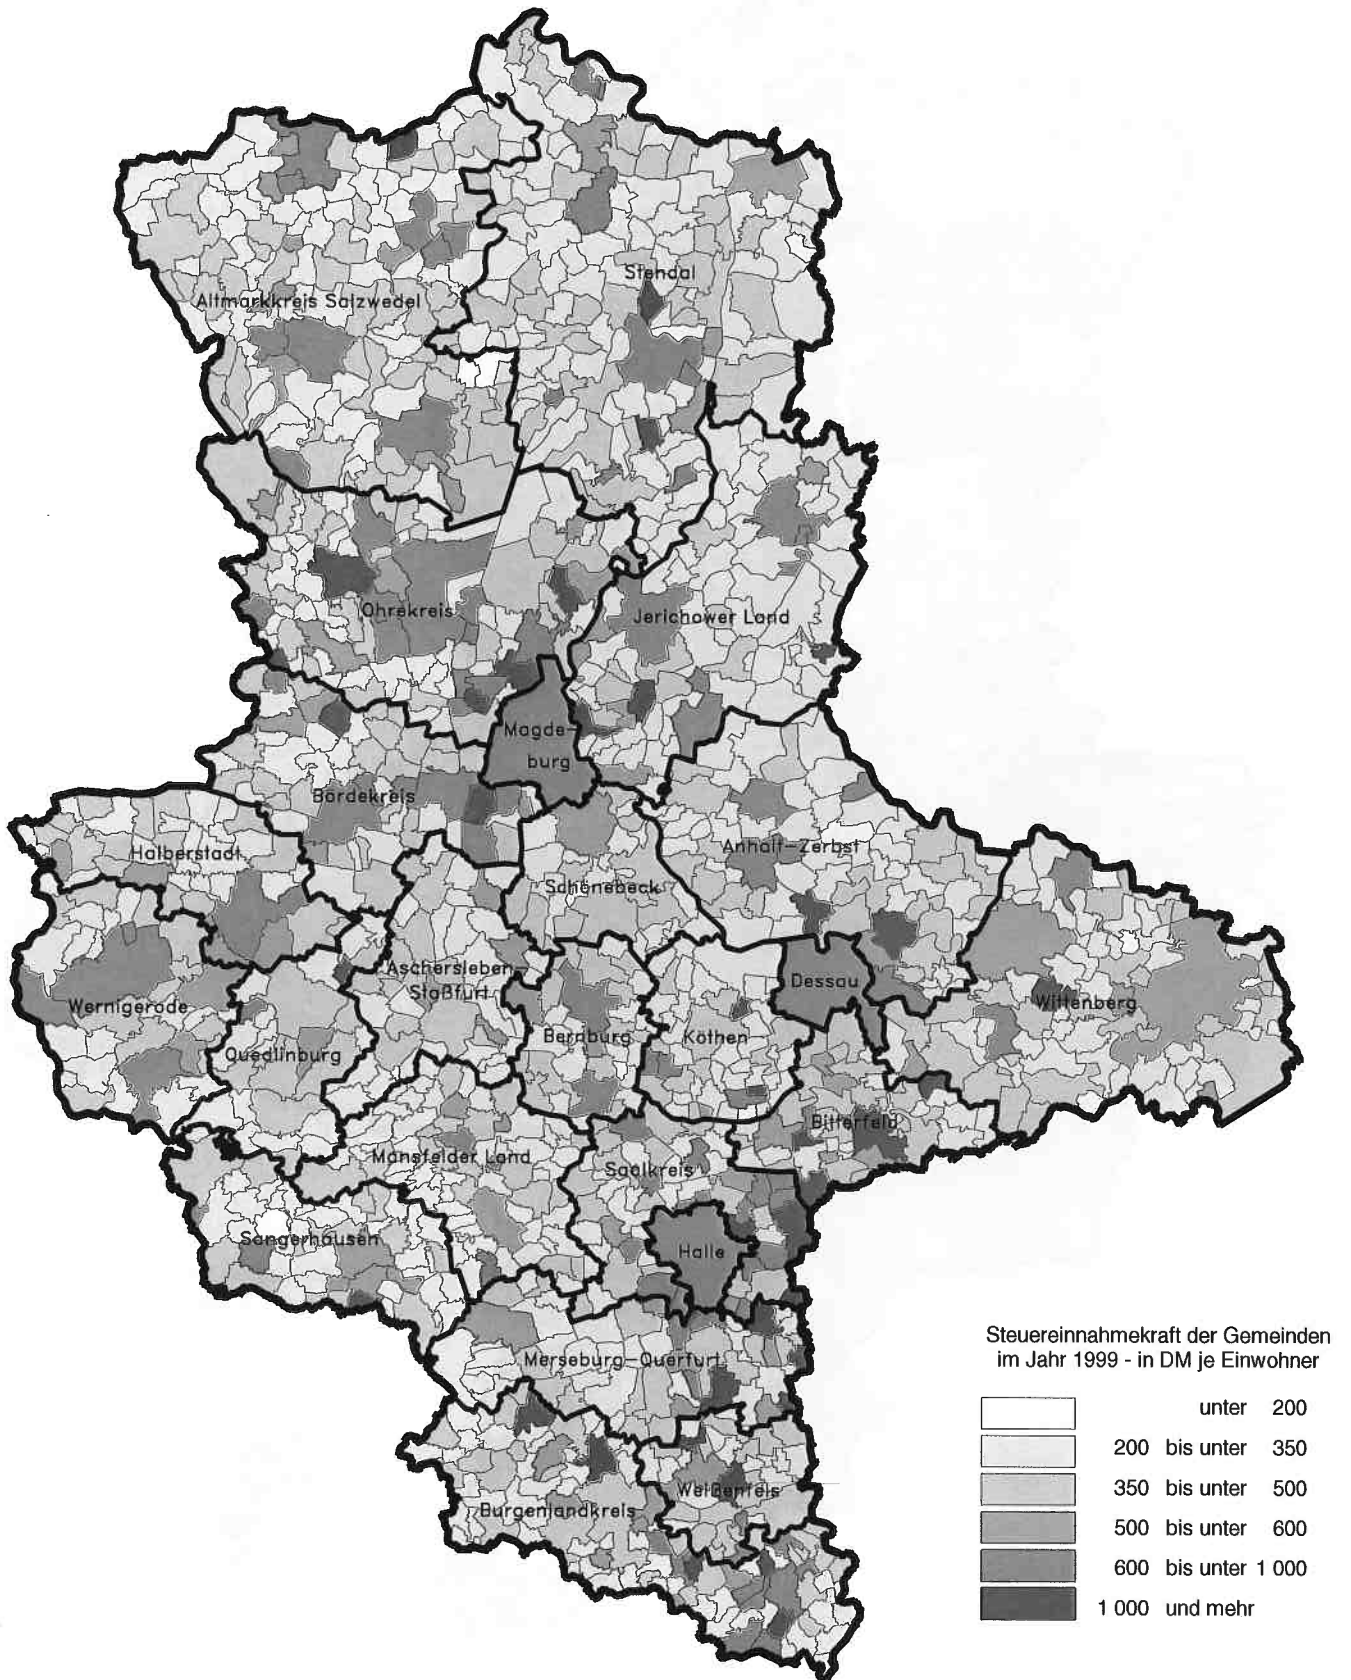 Stendal
Altmarkkreis Salzwedel
Ohrekreis
Jerichower Land
Magde-
burg
Bördekreis
Halberstadt
Anhalt-Zerbst
Schönebeck
Aschersleben-
Staßfurt
Wernigerode
Dessau
Wittenberg
Quedlinburg
Bernburg
Köthen
Bitterfeld
Mansfelder Land
Saalkreis
Sangerhausen
Halle
Merseburg-Querfurt
Weißenfels
Burgenlandkreis
Steuereinnahmekraft der Gemeinden
im Jahr 1999 - in DM je Einwohner
unter 200
200 bis unter 350
350 bis unter 500
500 bis unter 600
600 bis unter 1 000
1 000 und mehr